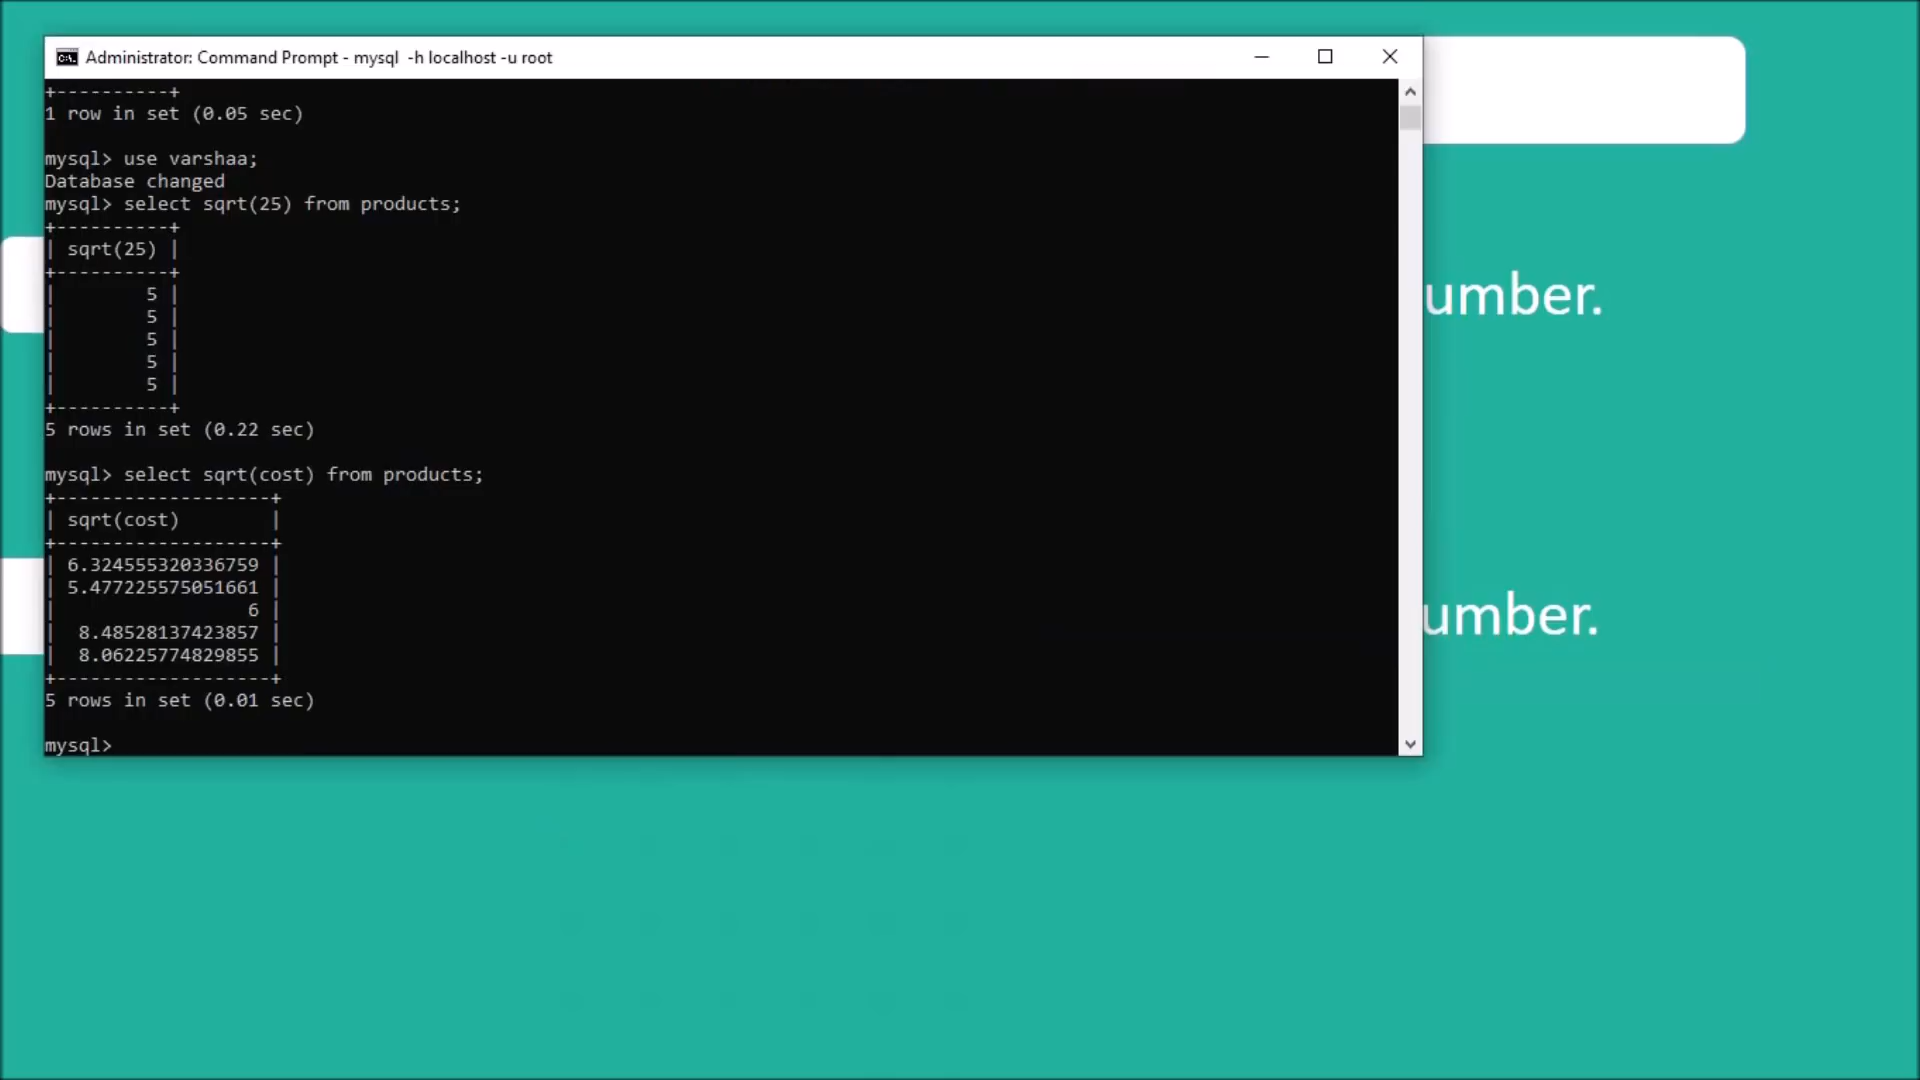 Administrator: Command Prompt - mysql  -h localhost -u root
+----------+
1 row in set (0.05 sec)
mysql> use varshaa;
Database changed
mysql> select sqrt(25) from products;
+----------+
| sqrt(25) |
+----------+
|        5 |
|        5 |
|        5 |
|        5 |
|        5 |
+----------+
5 rows in set (0.22 sec)
mysql> select sqrt(cost) from products;
+-------------------+
| sqrt(cost)        |
+-------------------+
| 6.324555320336759 |
| 5.477225575051661 |
|                 6 |
|  8.48528137423857 |
|  8.06225774829855 |
+-------------------+
5 rows in set (0.01 sec)
mysql>
umber.
umber.